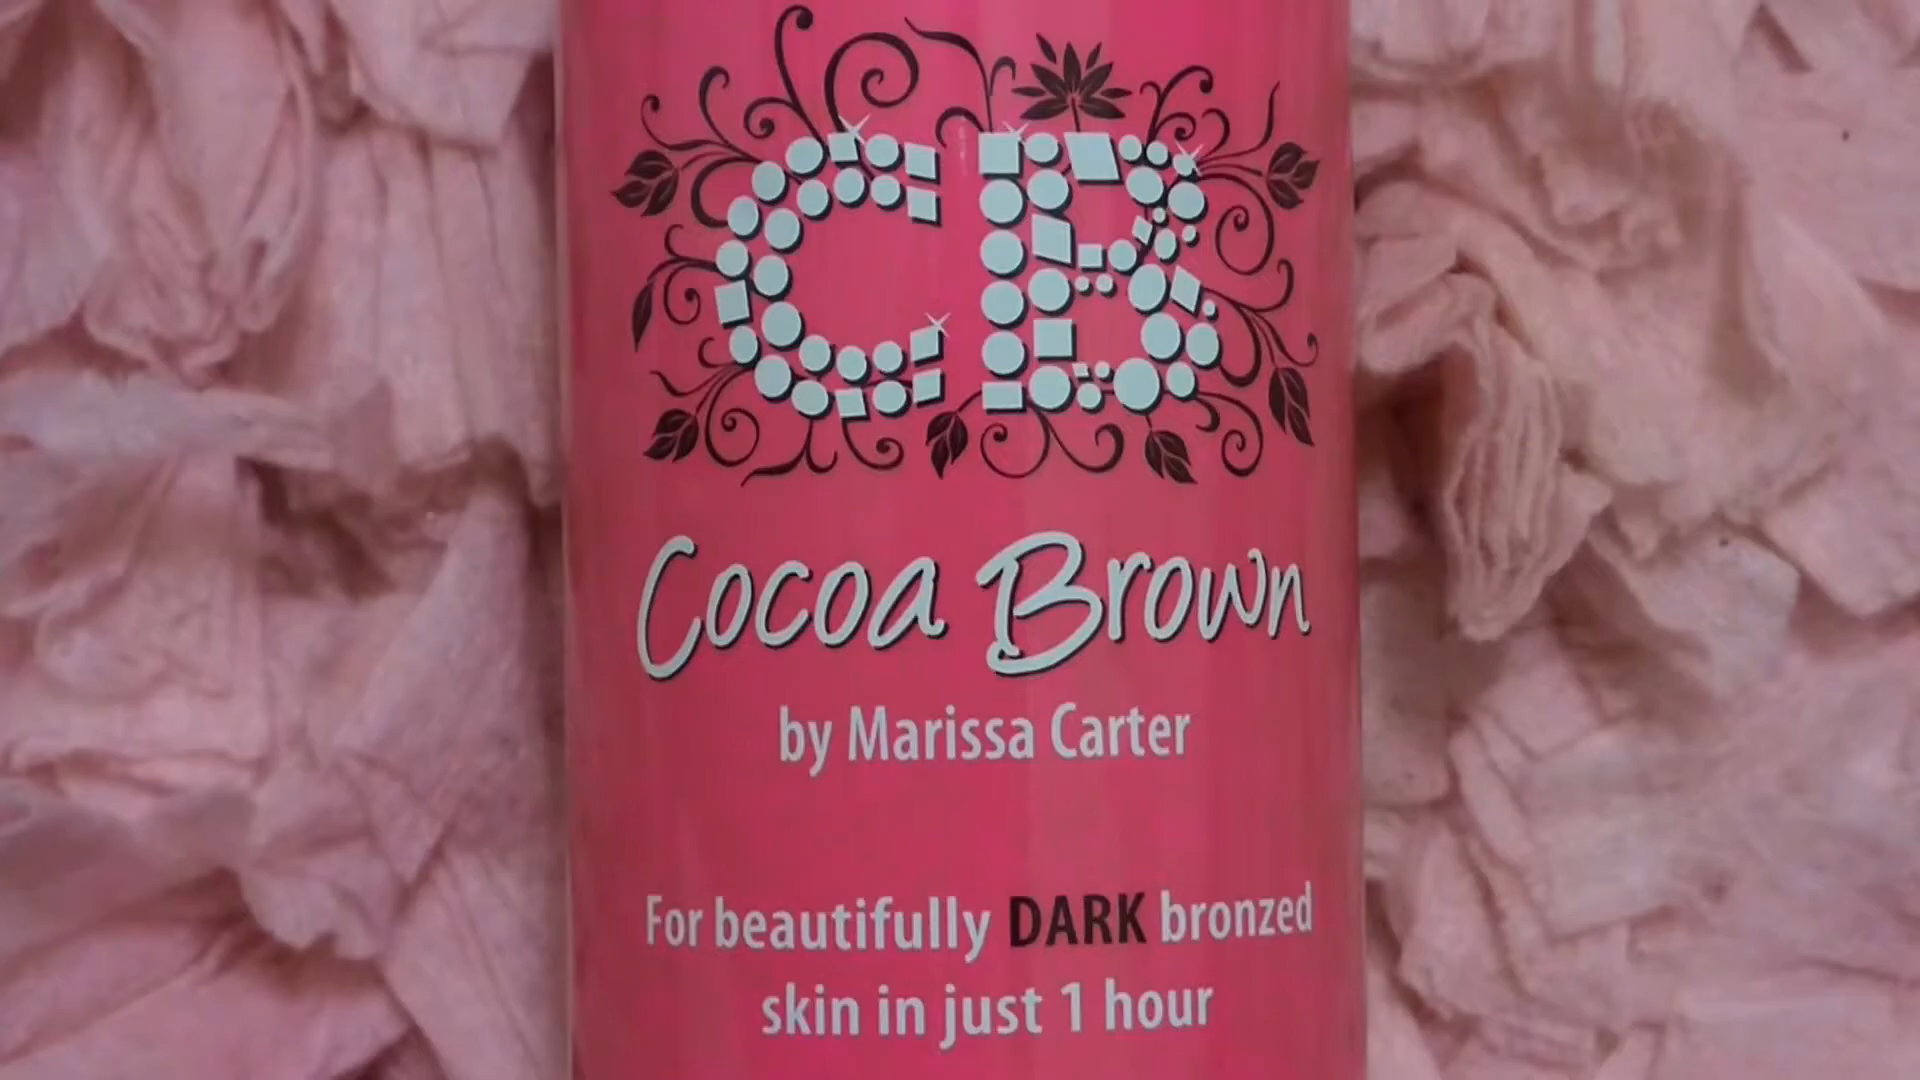 CB
Cocoa Brown
by Marissa Carter
For beautifully DARK bronzed
skin in just 1 hour